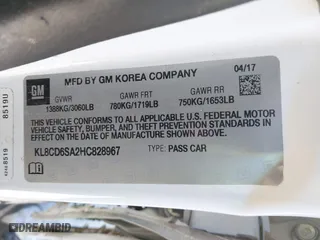 GM
MFD BY GM KOREA COMPANY
GVWR GAWR FRT GAWR RR 04/17
1388KG/3060LB 780KG/1719LB 750KG/1653LB
THIS VEHICLE CONFORMS TO ALL APPLICABLE U.S. FEDERAL MOTOR
VEHICLE SAFETY, BUMPER, AND THEFT PREVENTION STANDARDS IN
EFFECT ON THE DATE OF MANUFACTURE SHOWN ABOVE.
KL8CD6SA2HC828967 TYPE: PASS CAR
8519U
8519
DREAMBID